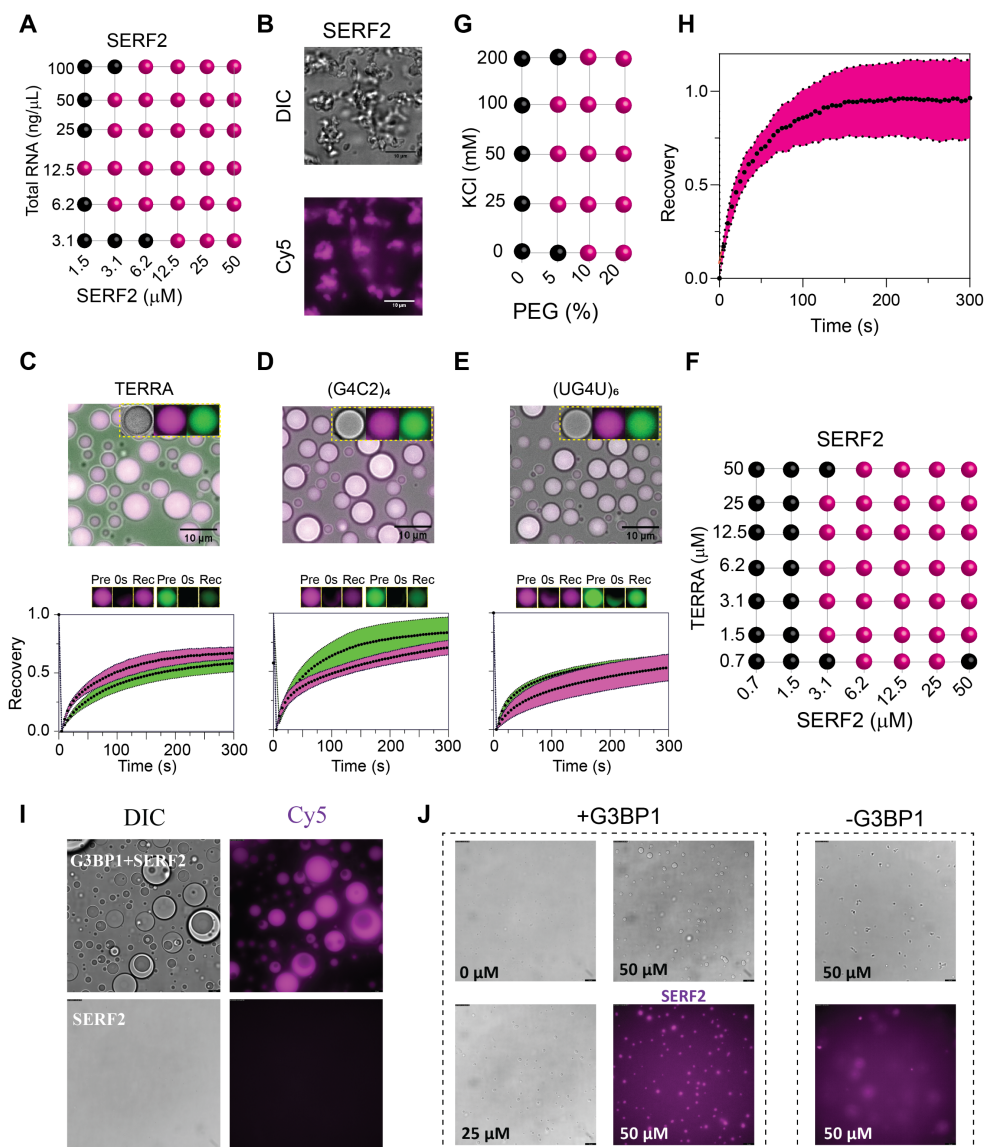 A
SERF2
Total RNA (ng/μL)
100
50
25
12.5
6.2
3.1
1.5 3.1 6.2 12.5 25 50
SERF2 (μM)
B
SERF2
DIC
10 μm
Cy5
10 μm
G
KCl (mM)
200
100
50
25
0
0 5 10 20
PEG (%)
H
Recovery
1.0
0.5
0.0
0 100 200 300
Time (s)
C
TERRA
10 μm
Pre 0s Rec Pre 0s Rec
Recovery
1.0
0.5
0.0
0 100 200 300
Time (s)
D
(G4C2)₄
10 μm
Pre 0s Rec Pre 0s Rec
0 100 200 300
Time (s)
E
(UG4U)₆
10 μm
Pre 0s Rec Pre 0s Rec
0 100 200 300
Time (s)
F
SERF2
TERRA (μM)
50
25
12.5
6.2
3.1
1.5
0.7
0.7 1.5 3.1 6.2 12.5 25 50
SERF2 (μM)
I
DIC Cy5
G3BP1+SERF2
SERF2
J
+G3BP1 -G3BP1
0 μM 50 μM 50 μM
SERF2
25 μM 50 μM 50 μM